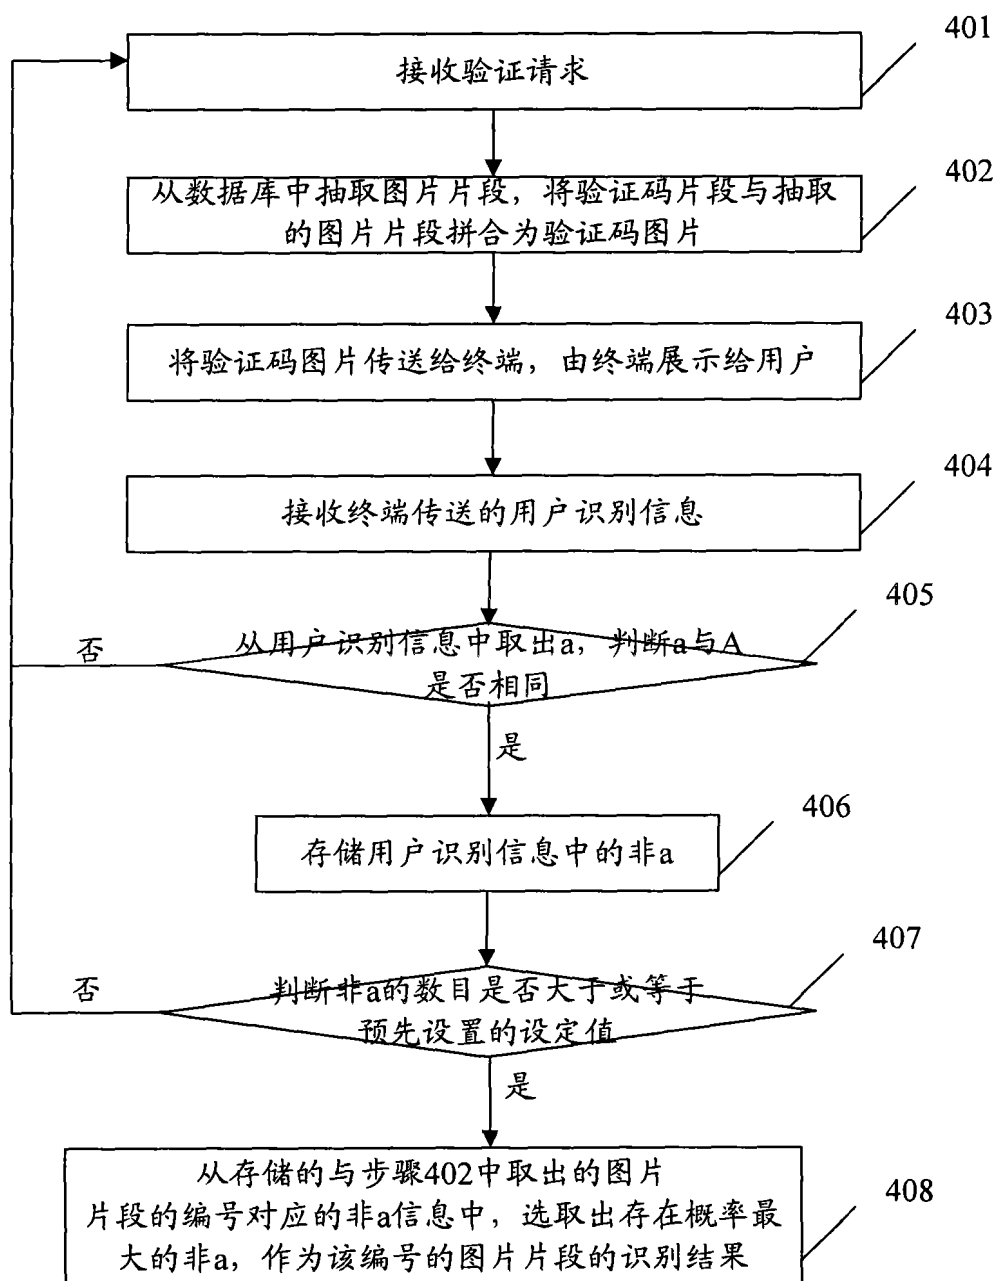 401
接收验证请求
402
从数据库中抽取图片片段，将验证码片段与抽取
的图片片段拼合为验证码图片
403
将验证码图片传送给终端，由终端展示给用户
404
接收终端传送的用户识别信息
405
否
从用户识别信息中取出a，判断a与A
是否相同
是
406
存储用户识别信息中的非a
407
否
判断非a的数目是否大于或等于
预先设置的设定值
是
从存储的与步骤402中取出的图片
408
片段的编号对应的非a信息中，选取出存在概率最
大的非a，作为该编号的图片片段的识别结果